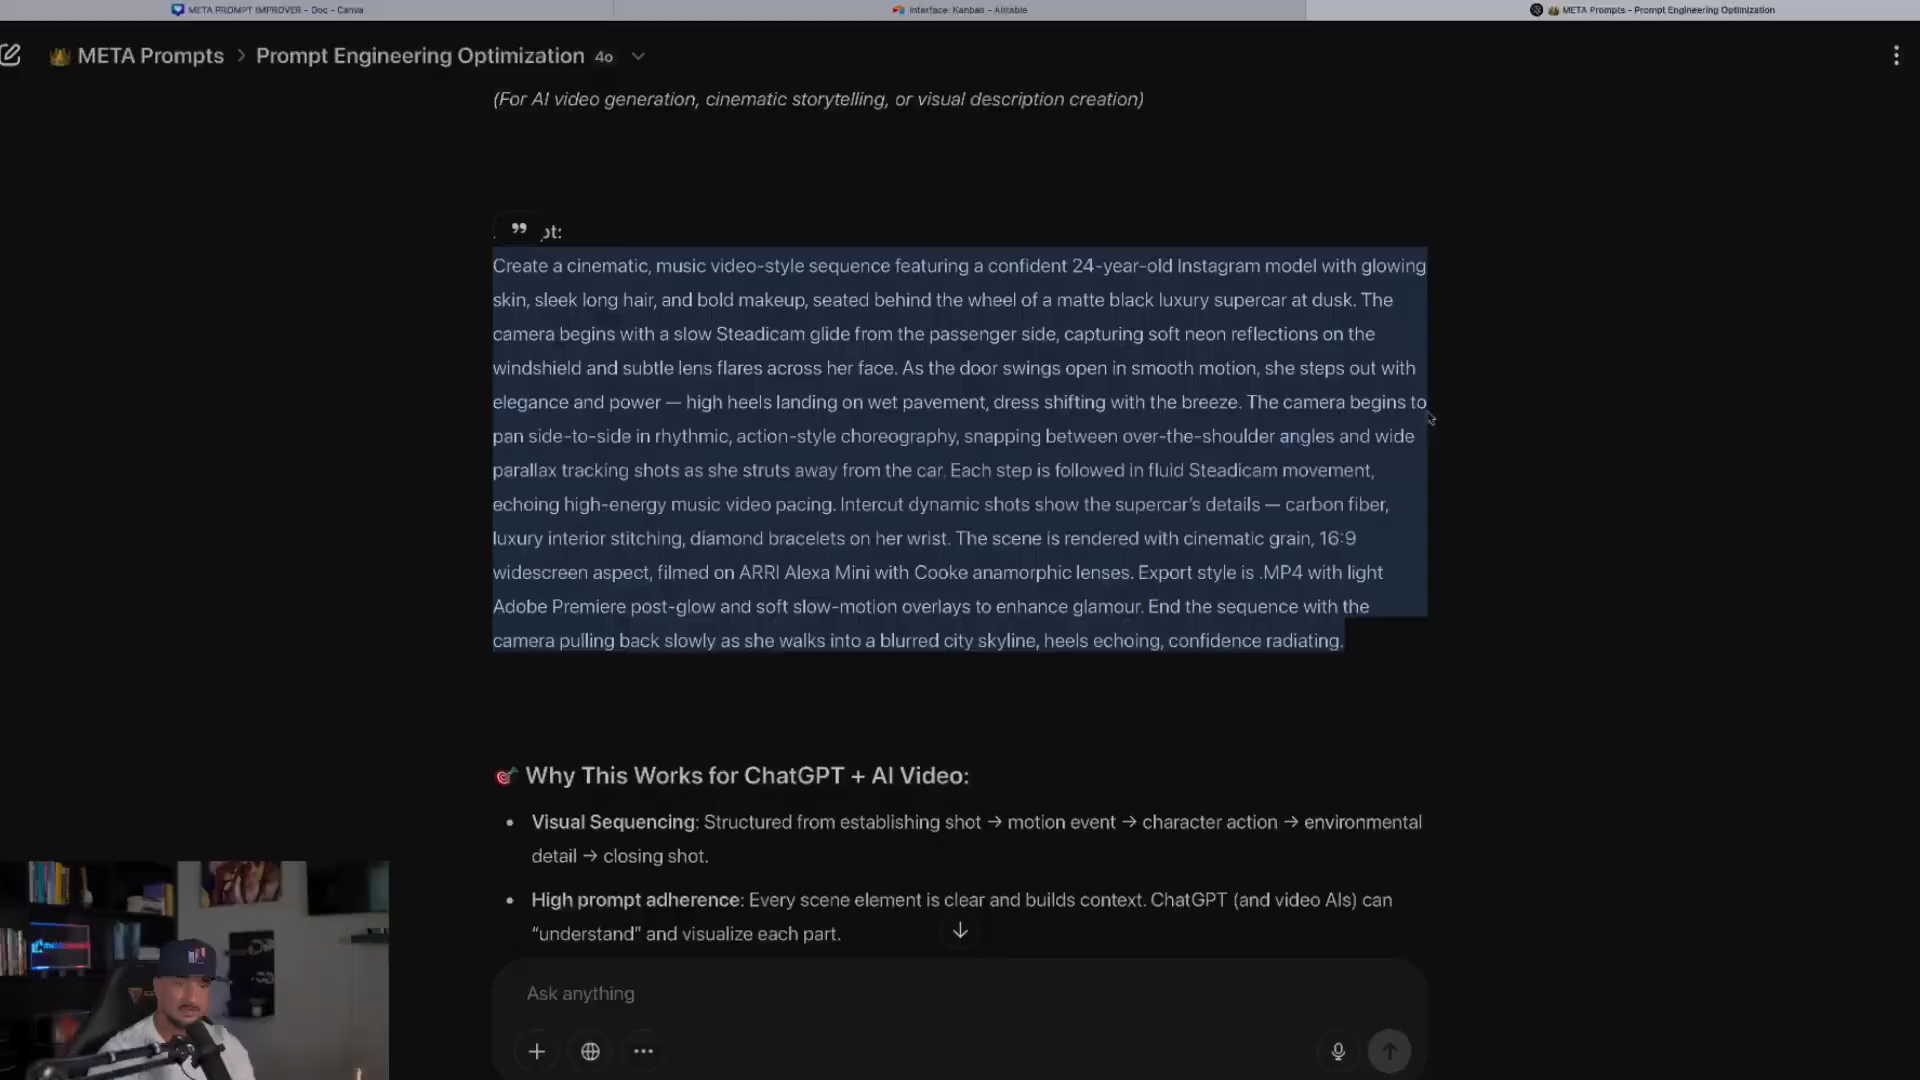 META PROMPT IMPROVER - Doc - Canva
Interface: Kanban - Airtable
META Prompts - Prompt Engineering Optimization
META Prompts > Prompt Engineering Optimization 4o
(For AI video generation, cinematic storytelling, or visual description creation)
pt:
Create a cinematic, music video-style sequence featuring a confident 24-year-old Instagram model with glowing
skin, sleek long hair, and bold makeup, seated behind the wheel of a matte black luxury supercar at dusk. The
camera begins with a slow Steadicam glide from the passenger side, capturing soft neon reflections on the
windshield and subtle lens flares across her face. As the door swings open in smooth motion, she steps out with
elegance and power — high heels landing on wet pavement, dress shifting with the breeze. The camera begins to
pan side-to-side in rhythmic, action-style choreography, snapping between over-the-shoulder angles and wide
parallax tracking shots as she struts away from the car. Each step is followed in fluid Steadicam movement,
echoing high-energy music video pacing. Intercut dynamic shots show the supercar’s details — carbon fiber,
luxury interior stitching, diamond bracelets on her wrist. The scene is rendered with cinematic grain, 16:9
widescreen aspect, filmed on ARRI Alexa Mini with Cooke anamorphic lenses. Export style is .MP4 with light
Adobe Premiere post-glow and soft slow-motion overlays to enhance glamour. End the sequence with the
camera pulling back slowly as she walks into a blurred city skyline, heels echoing, confidence radiating.
🎯 Why This Works for ChatGPT + AI Video:
• Visual Sequencing: Structured from establishing shot → motion event → character action → environmental
detail → closing shot.
• High prompt adherence: Every scene element is clear and builds context. ChatGPT (and video AIs) can
“understand” and visualize each part.
Ask anything